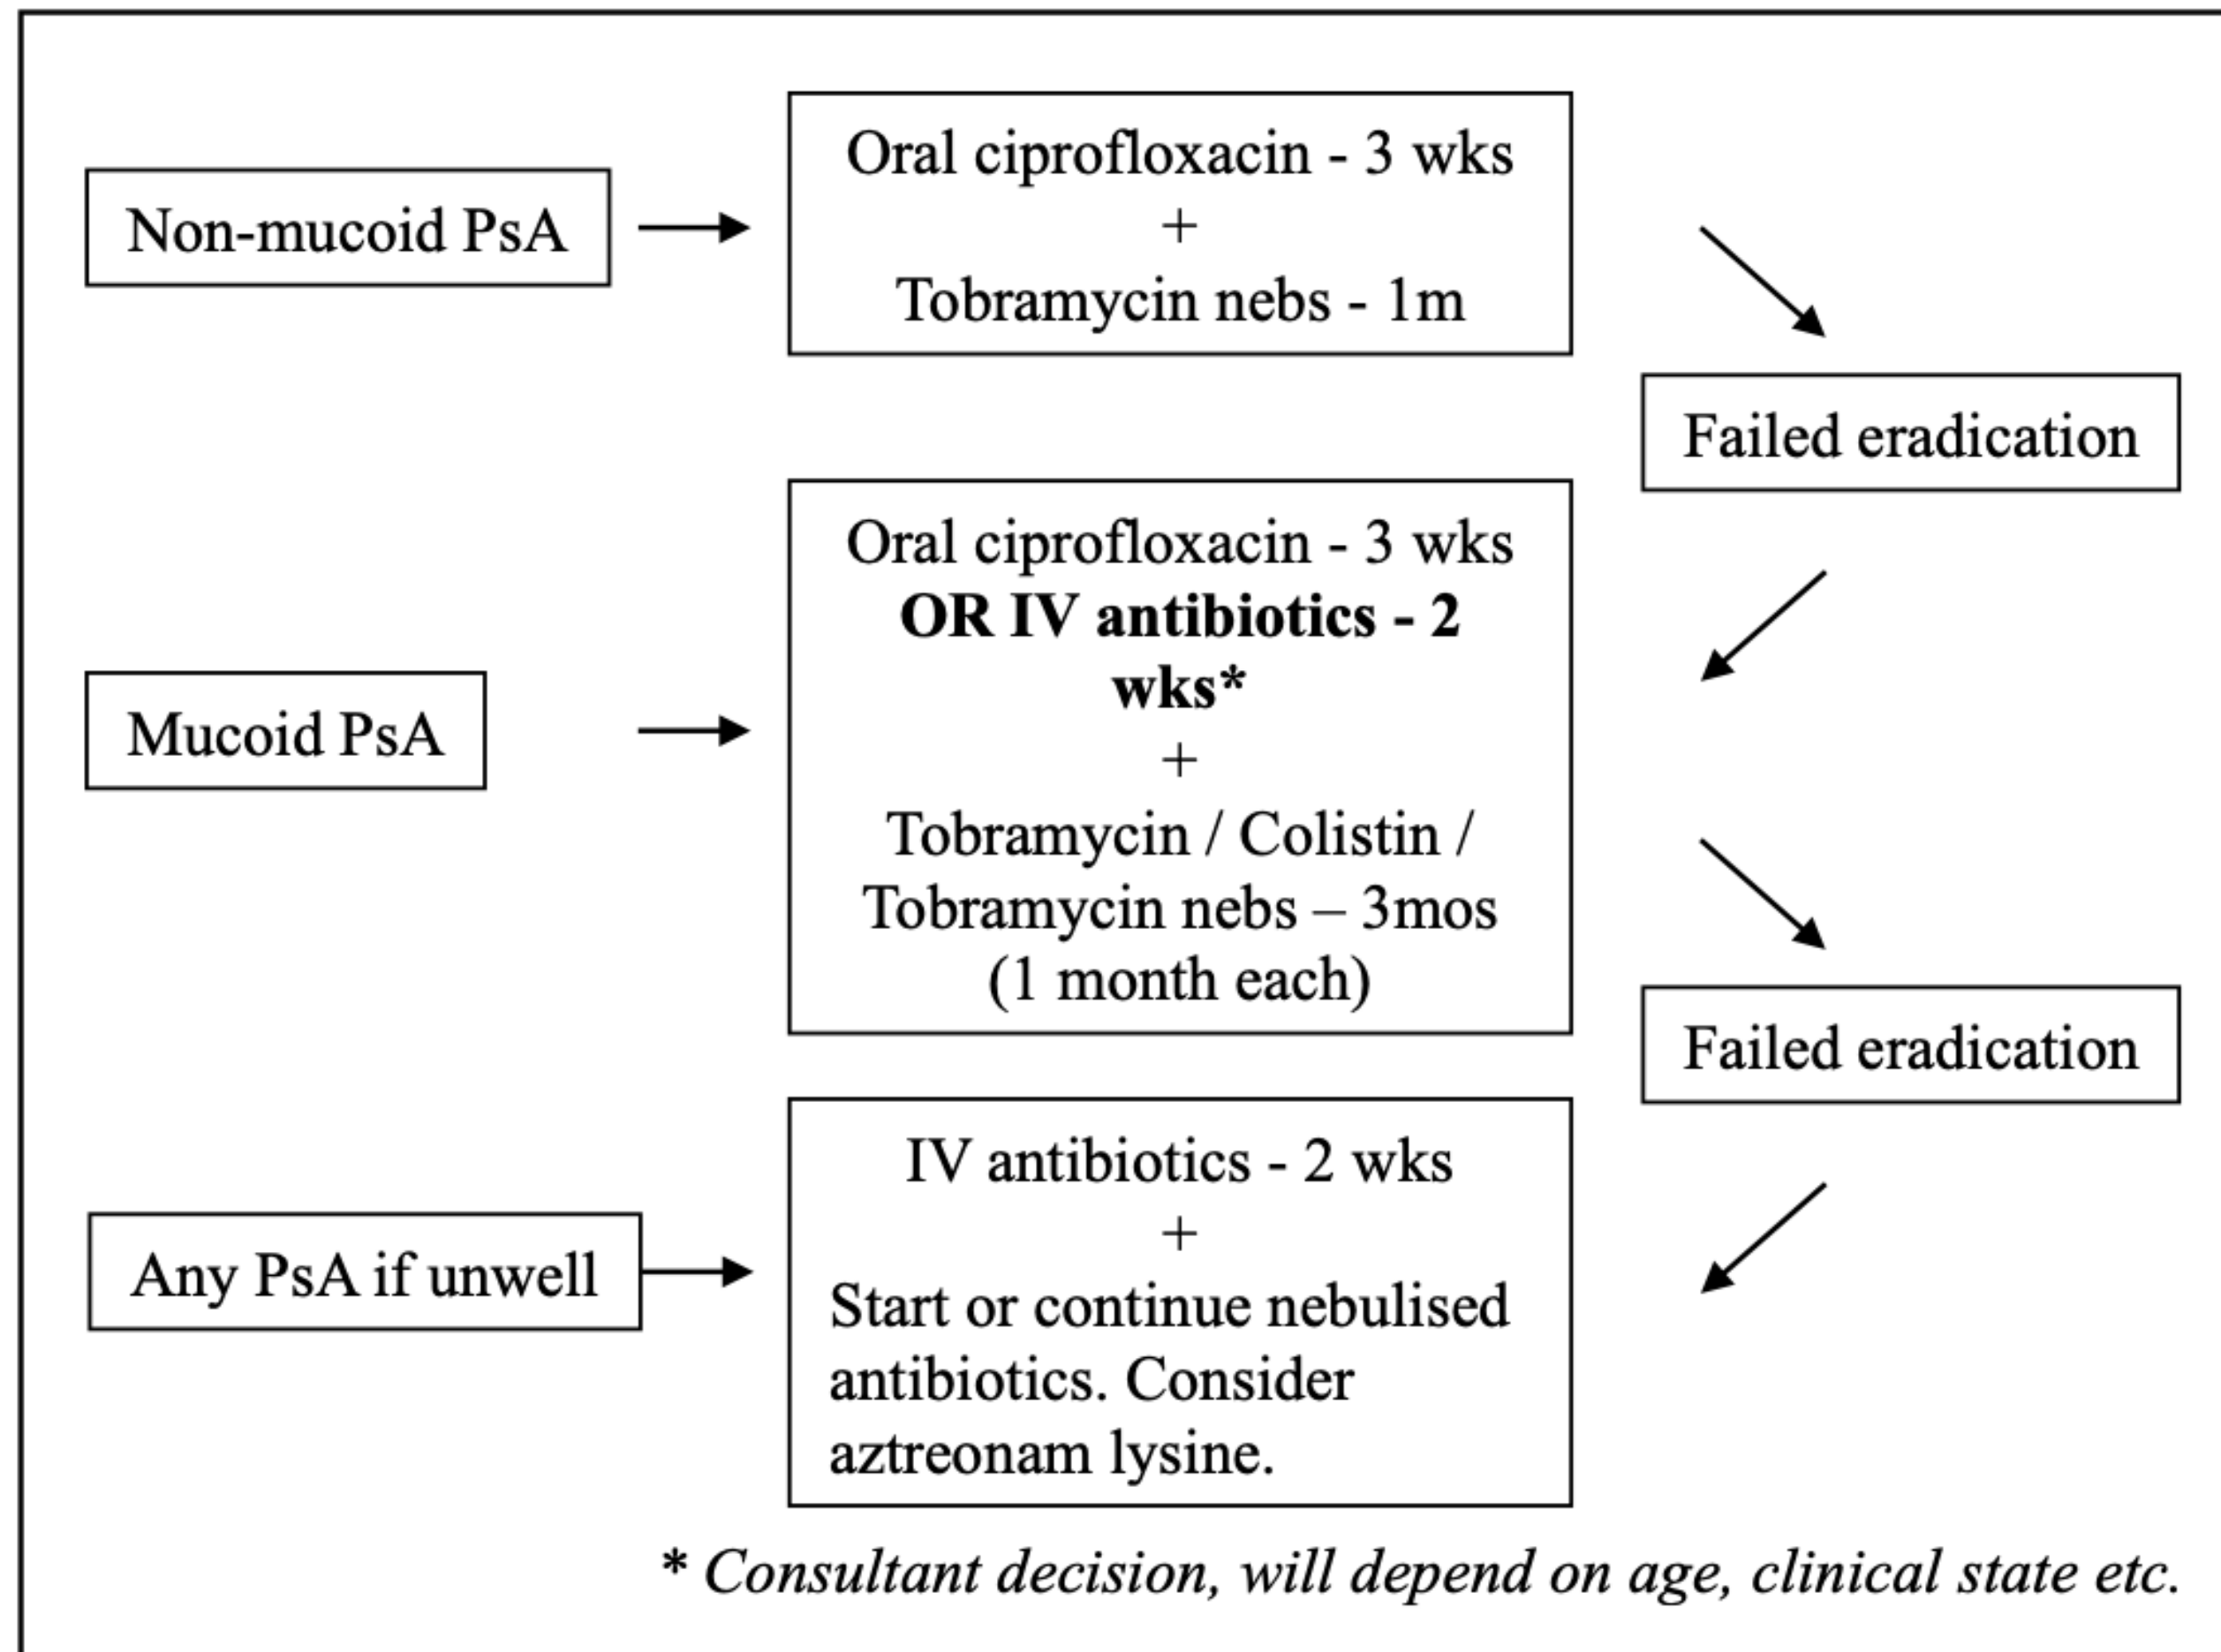 Non-mucoid PsA
Oral ciprofloxacin - 3 wks
+
Tobramycin nebs - 1m
Failed eradication
Mucoid PsA
Oral ciprofloxacin - 3 wks
OR IV antibiotics - 2
wks*
+
Tobramycin / Colistin /
Tobramycin nebs – 3mos
(1 month each)
Failed eradication
Any PsA if unwell
IV antibiotics - 2 wks
+
Start or continue nebulised
antibiotics. Consider
aztreonam lysine.
* Consultant decision, will depend on age, clinical state etc.